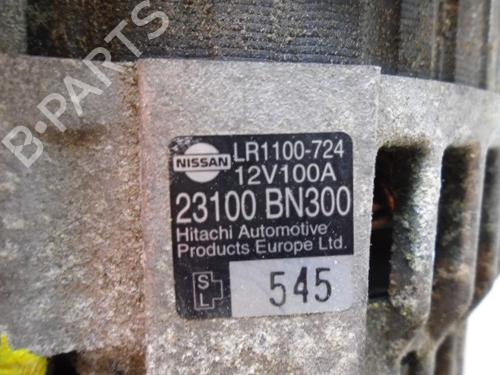 B-PARTS
NISSAN
LR1100-724
12V100A
23100 BN300
Hitachi Automotive
Products Europe Ltd.
S
L
545